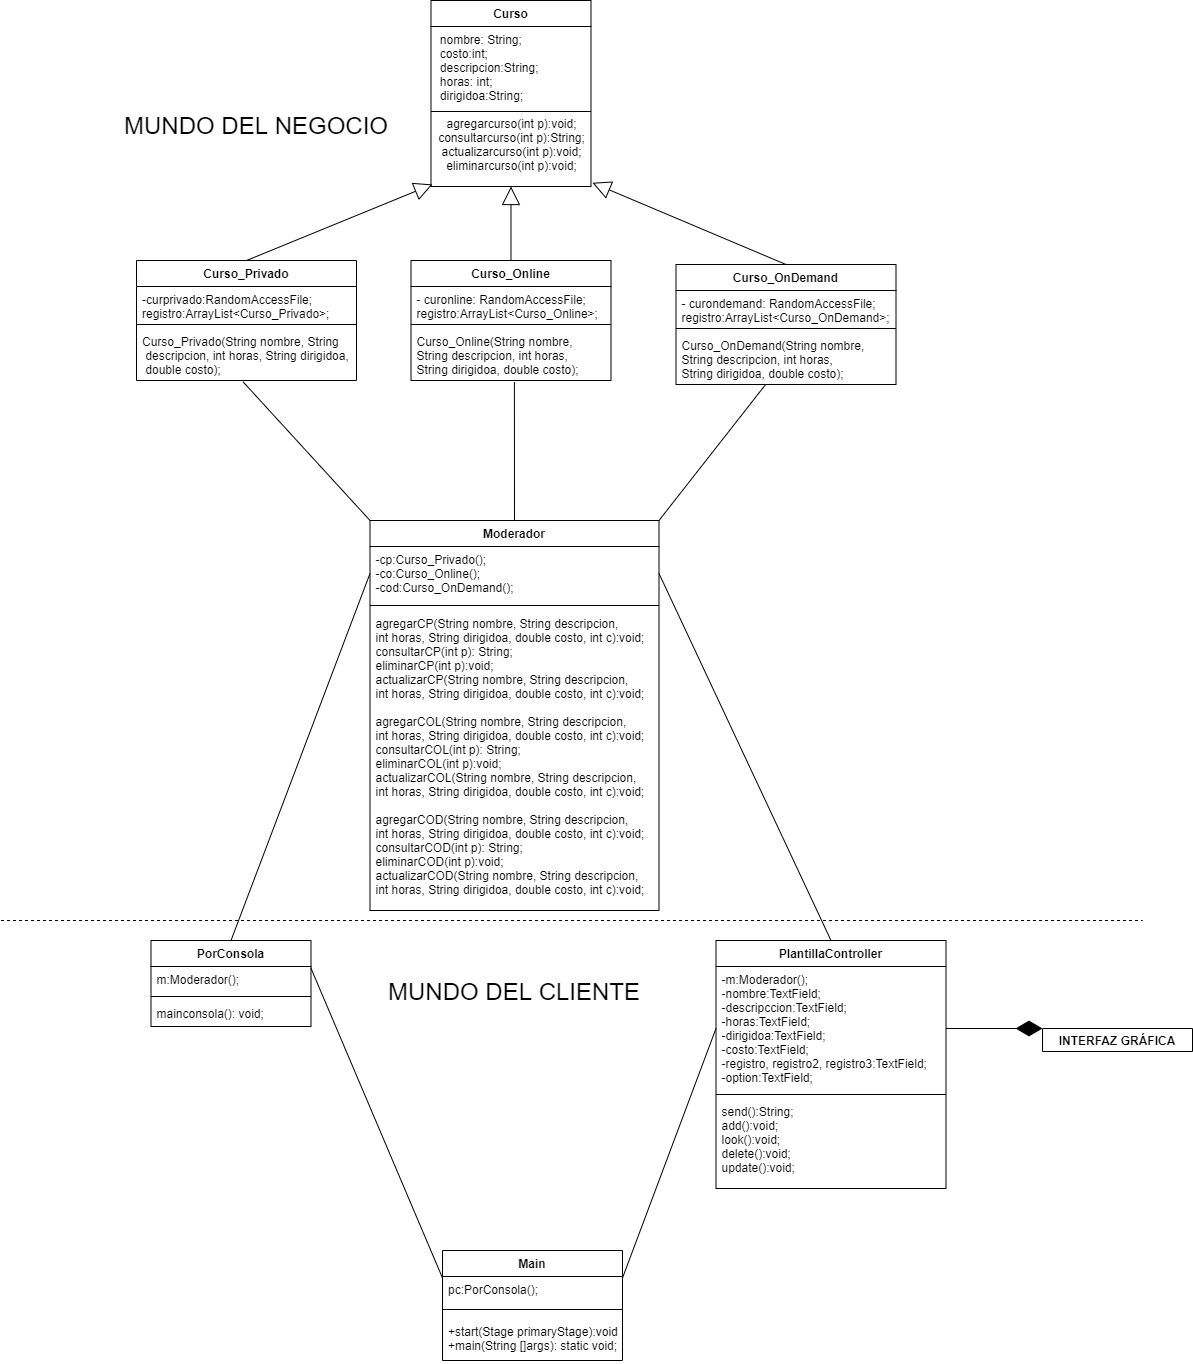 Curso
nombre: String;
costo:int;
descripcion:String;
horas: int;
dirigidoa:String;
agregarcurso(int p):void;
consultarcurso(int p):String;
actualizarcurso(int p):void;
eliminarcurso(int p):void;
MUNDO DEL NEGOCIO
Curso_Privado
-curprivado:RandomAccessFile;
registro:ArrayList<Curso_Privado>;
Curso_Privado(String nombre, String
descripcion, int horas, String dirigidoa,
double costo);
Curso_Online
- curonline: RandomAccessFile;
registro:ArrayList<Curso_Online>;
Curso_Online(String nombre,
String descripcion, int horas,
String dirigidoa, double costo);
Curso_OnDemand
- curondemand: RandomAccessFile;
registro:ArrayList<Curso_OnDemand>;
Curso_OnDemand(String nombre,
String descripcion, int horas,
String dirigidoa, double costo);
Moderador
-cp:Curso_Privado();
-co:Curso_Online();
-cod:Curso_OnDemand();
agregarCP(String nombre, String descripcion,
int horas, String dirigidoa, double costo, int c):void;
consultarCP(int p): String;
eliminarCP(int p):void;
actualizarCP(String nombre, String descripcion,
int horas, String dirigidoa, double costo, int c):void;
agregarCOL(String nombre, String descripcion,
int horas, String dirigidoa, double costo, int c):void;
consultarCOL(int p): String;
eliminarCOL(int p):void;
actualizarCOL(String nombre, String descripcion,
int horas, String dirigidoa, double costo, int c):void;
agregarCOD(String nombre, String descripcion,
int horas, String dirigidoa, double costo, int c):void;
consultarCOD(int p): String;
eliminarCOD(int p):void;
actualizarCOD(String nombre, String descripcion,
int horas, String dirigidoa, double costo, int c):void;
PorConsola
m:Moderador();
mainconsola(): void;
MUNDO DEL CLIENTE
PlantillaController
-m:Moderador();
-nombre:TextField;
-descripccion:TextField;
-horas:TextField;
-dirigidoa:TextField;
-costo:TextField;
-registro, registro2, registro3:TextField;
-option:TextField;
send():String;
add():void;
look():void;
delete():void;
update():void;
INTERFAZ GRÁFICA
Main
pc:PorConsola();
+start(Stage primaryStage):void
+main(String []args): static void;